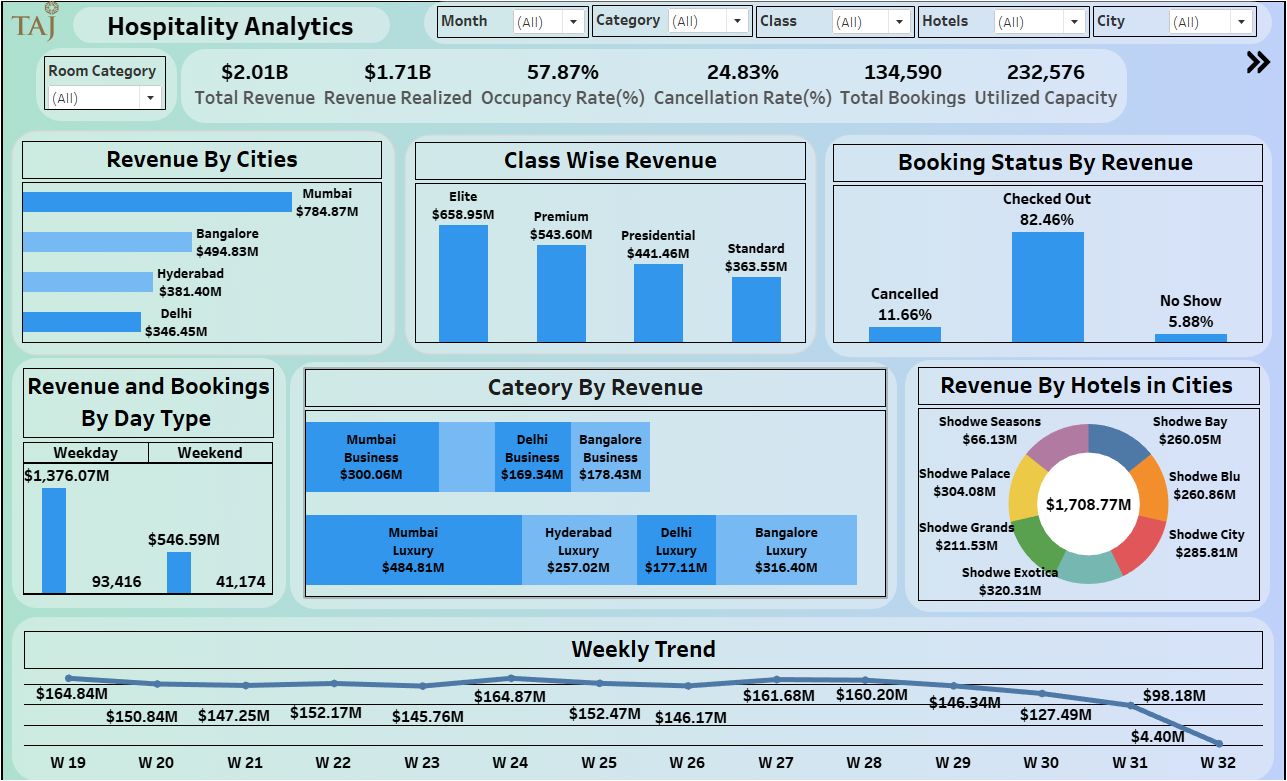 TAJ
Hospitality Analytics
Month (All)
Category (All)
Class (All)
Hotels (All)
City (All)
Room Category
(All)
$2.01B
Total Revenue
$1.71B
Revenue Realized
57.87%
Occupancy Rate(%)
24.83%
Cancellation Rate(%)
134,590
Total Bookings
232,576
Utilized Capacity
Revenue By Cities
Mumbai
$784.87M
Bangalore
$494.83M
Hyderabad
$381.40M
Delhi
$346.45M
Class Wise Revenue
Elite
$658.95M
Premium
$543.60M
Presidential
$441.46M
Standard
$363.55M
Booking Status By Revenue
Cancelled
11.66%
Checked Out
82.46%
No Show
5.88%
Revenue and Bookings
By Day Type
Weekday
Weekend
$1,376.07M
93,416
$546.59M
41,174
Cateory By Revenue
Mumbai
Business
$300.06M
Delhi
Business
$169.34M
Bangalore
Business
$178.43M
Mumbai
Luxury
$484.81M
Hyderabad
Luxury
$257.02M
Delhi
Luxury
$177.11M
Bangalore
Luxury
$316.40M
Revenue By Hotels in Cities
Shodwe Seasons
$66.13M
Shodwe Bay
$260.05M
Shodwe Palace
$304.08M
Shodwe Blu
$260.86M
$1,708.77M
Shodwe Grands
$211.53M
Shodwe City
$285.81M
Shodwe Exotica
$320.31M
Weekly Trend
$164.84M
$150.84M
$147.25M
$152.17M
$145.76M
$164.87M
$152.47M
$146.17M
$161.68M
$160.20M
$146.34M
$127.49M
$98.18M
$4.40M
W 19
W 20
W 21
W 22
W 23
W 24
W 25
W 26
W 27
W 28
W 29
W 30
W 31
W 32